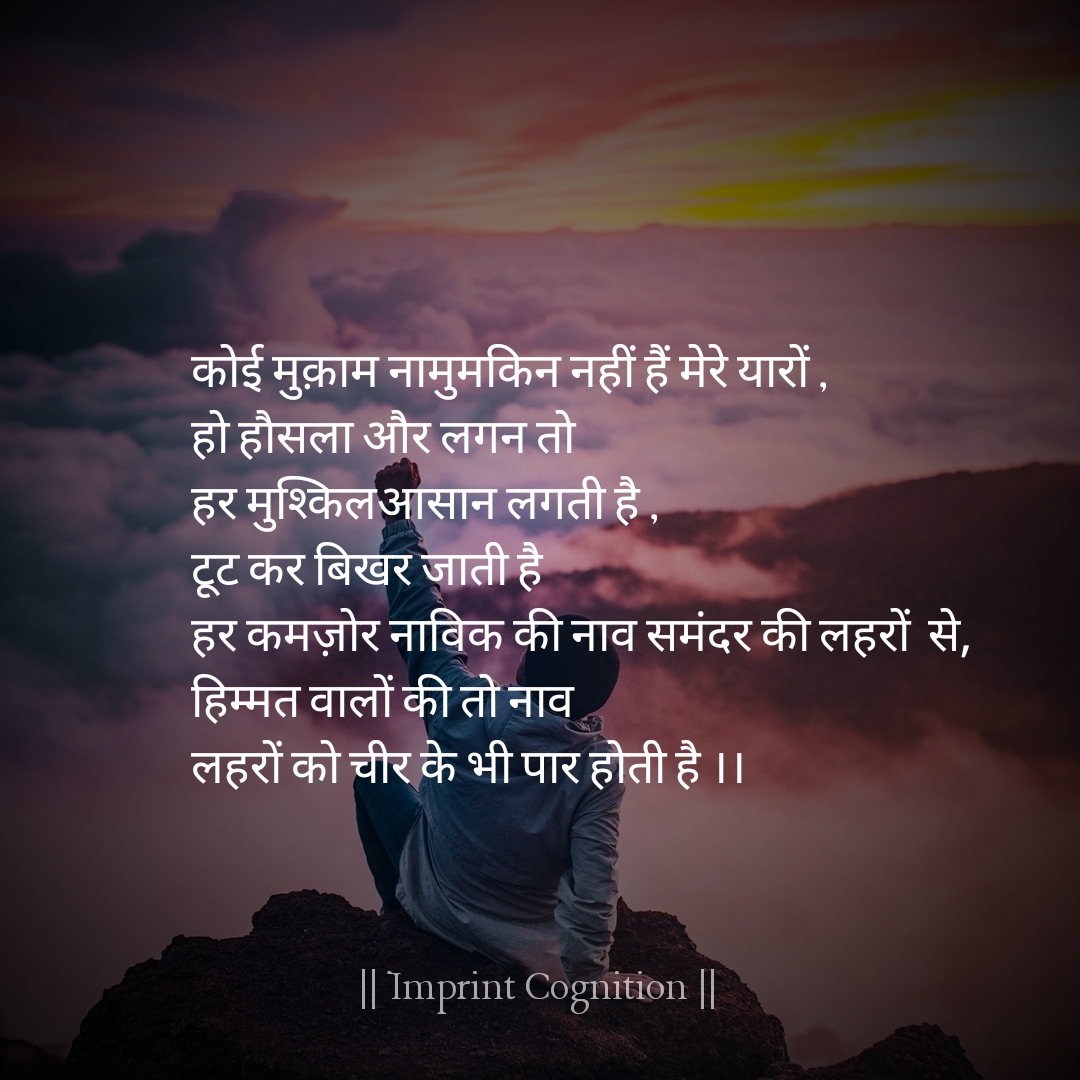 कोई मुक़ाम नामुमकिन नहीं हैं मेरे यारों ,
हो हौसला और लगन तो
हर मुश्किलआसान लगती है ,
टूट कर बिखर जाती है
हर कमज़ोर नाविक की नाव समंदर की लहरों  से,
हिम्मत वालों की तो नाव
लहरों को चीर के भी पार होती है ।।
|| Imprint Cognition ||